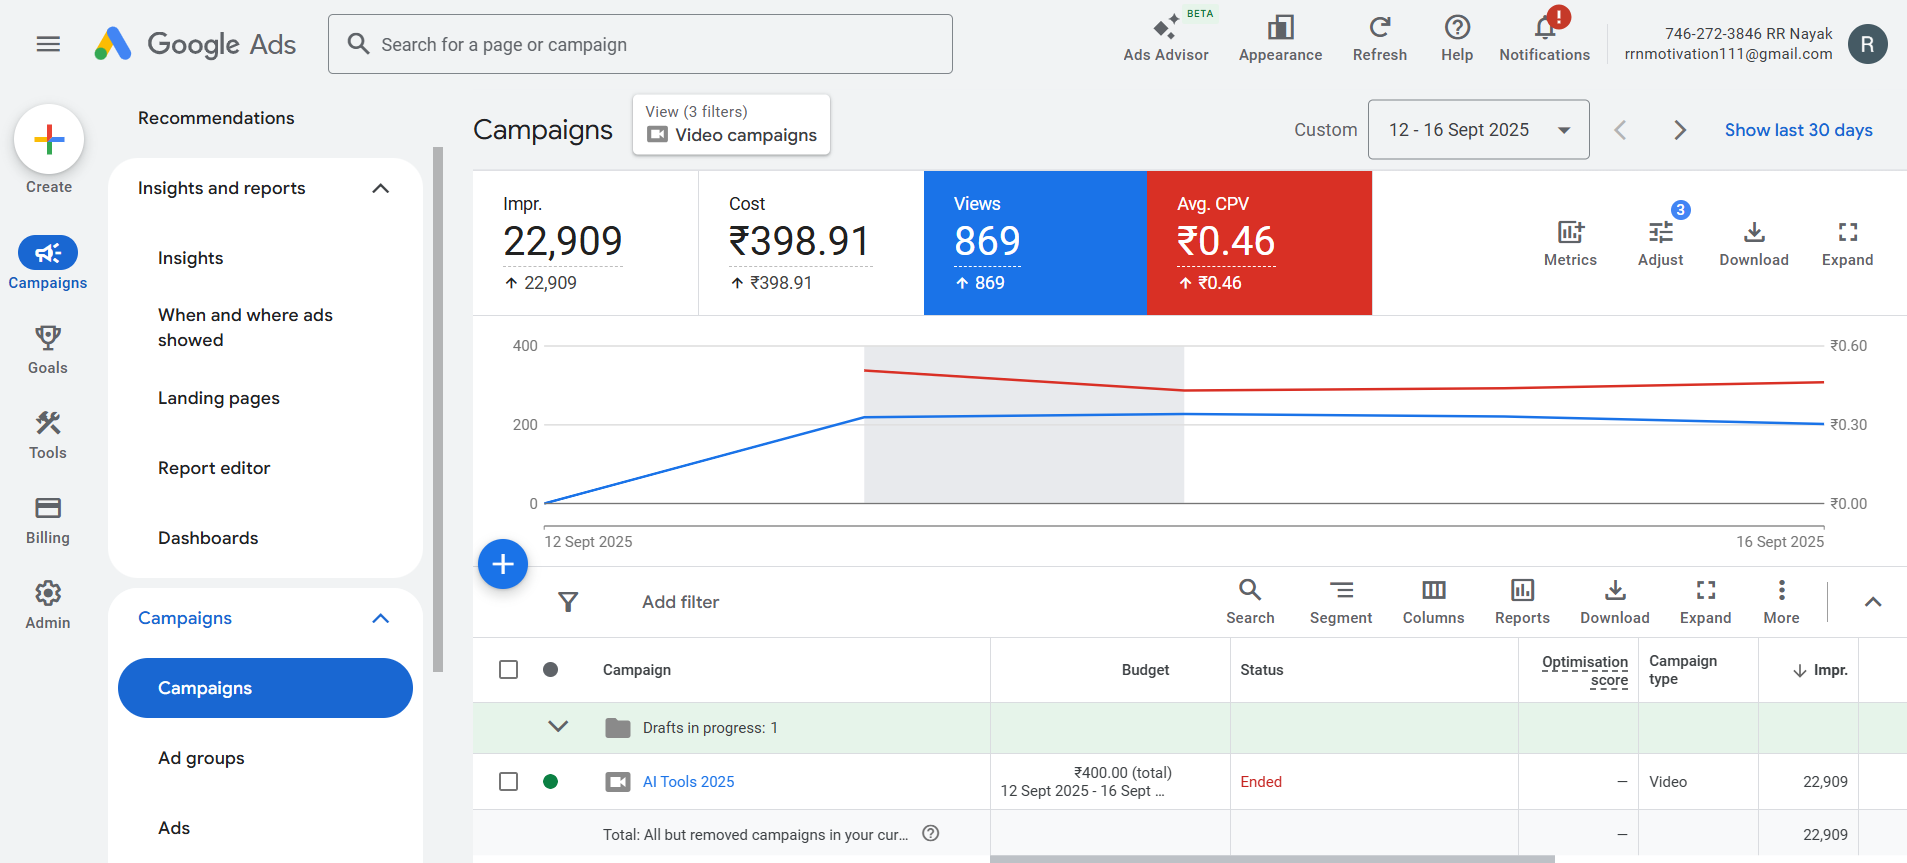 Google Ads
Search for a page or campaign
BETA
Ads Advisor
Appearance
Refresh
Help
!
Notifications
746-272-3846 RR Nayak
rrnmotivation111@gmail.com
R
Create
Campaigns
Goals
Tools
Billing
Admin
Recommendations
Insights and reports
Insights
When and where ads
showed
Landing pages
Report editor
Dashboards
Campaigns
Campaigns
Ad groups
Ads
Campaigns
View (3 filters)
Video campaigns
Custom
12 - 16 Sept 2025
Show last 30 days
Impr.
22,909
22,909
Cost
₹398.91
₹398.91
Views
869
869
Avg. CPV
₹0.46
₹0.46
Metrics
3
Adjust
Download
Expand
400
200
0
₹0.60
₹0.30
₹0.00
12 Sept 2025
16 Sept 2025
Add filter
Search
Segment
Columns
Reports
Download
Expand
More
Campaign
Budget
Status
Optimisation
score
Campaign
type
Impr.
Drafts in progress: 1
AI Tools 2025
₹400.00 (total)
12 Sept 2025 - 16 Sept ...
Ended
—
Video
22,909
Total: All but removed campaigns in your cur...
—
22,909